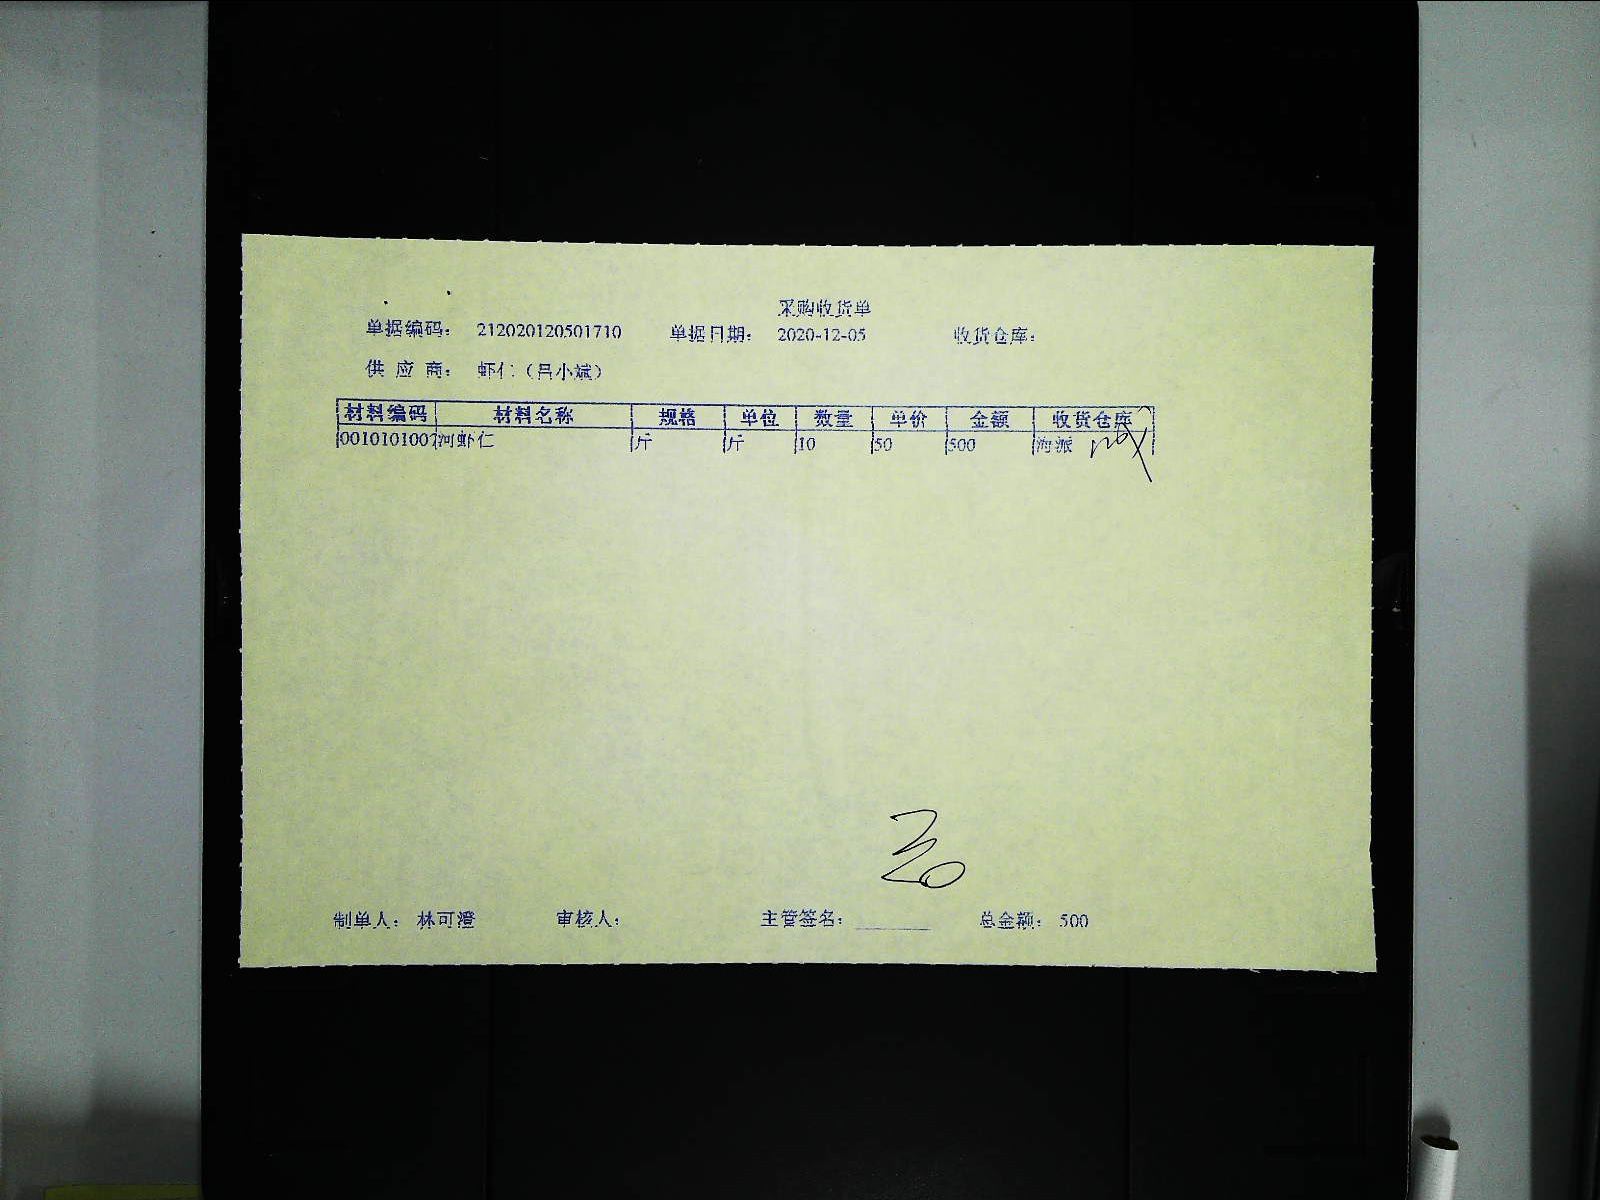 采购收货单
单据编码： 212020120501710 单据日期： 2020-12-05 收货仓库：
供 应 商： 虾仁（吕小斌）
材料编码 材料名称 规格 单位 数量 单价 金额 收货仓库
0010101007 河虾仁 斤 斤 10 50 500 海派
制单人： 林可澄 审核人： 主管签名： 总金额： 500